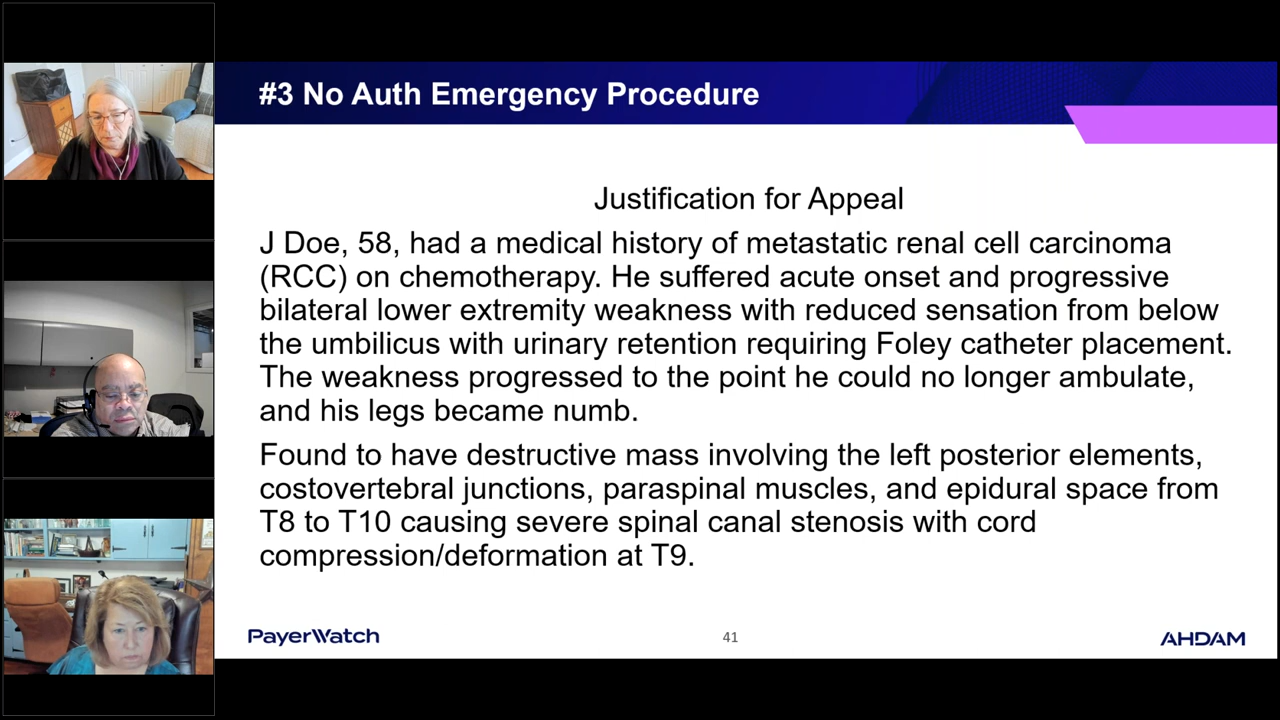 #3 No Auth Emergency Procedure
Justification for Appeal
J Doe, 58, had a medical history of metastatic renal cell carcinoma
(RCC) on chemotherapy. He suffered acute onset and progressive
bilateral lower extremity weakness with reduced sensation from below
the umbilicus with urinary retention requiring Foley catheter placement.
The weakness progressed to the point he could no longer ambulate,
and his legs became numb.
Found to have destructive mass involving the left posterior elements,
costovertebral junctions, paraspinal muscles, and epidural space from
T8 to T10 causing severe spinal canal stenosis with cord
compression/deformation at T9.
PayerWatch
41
AHDAM